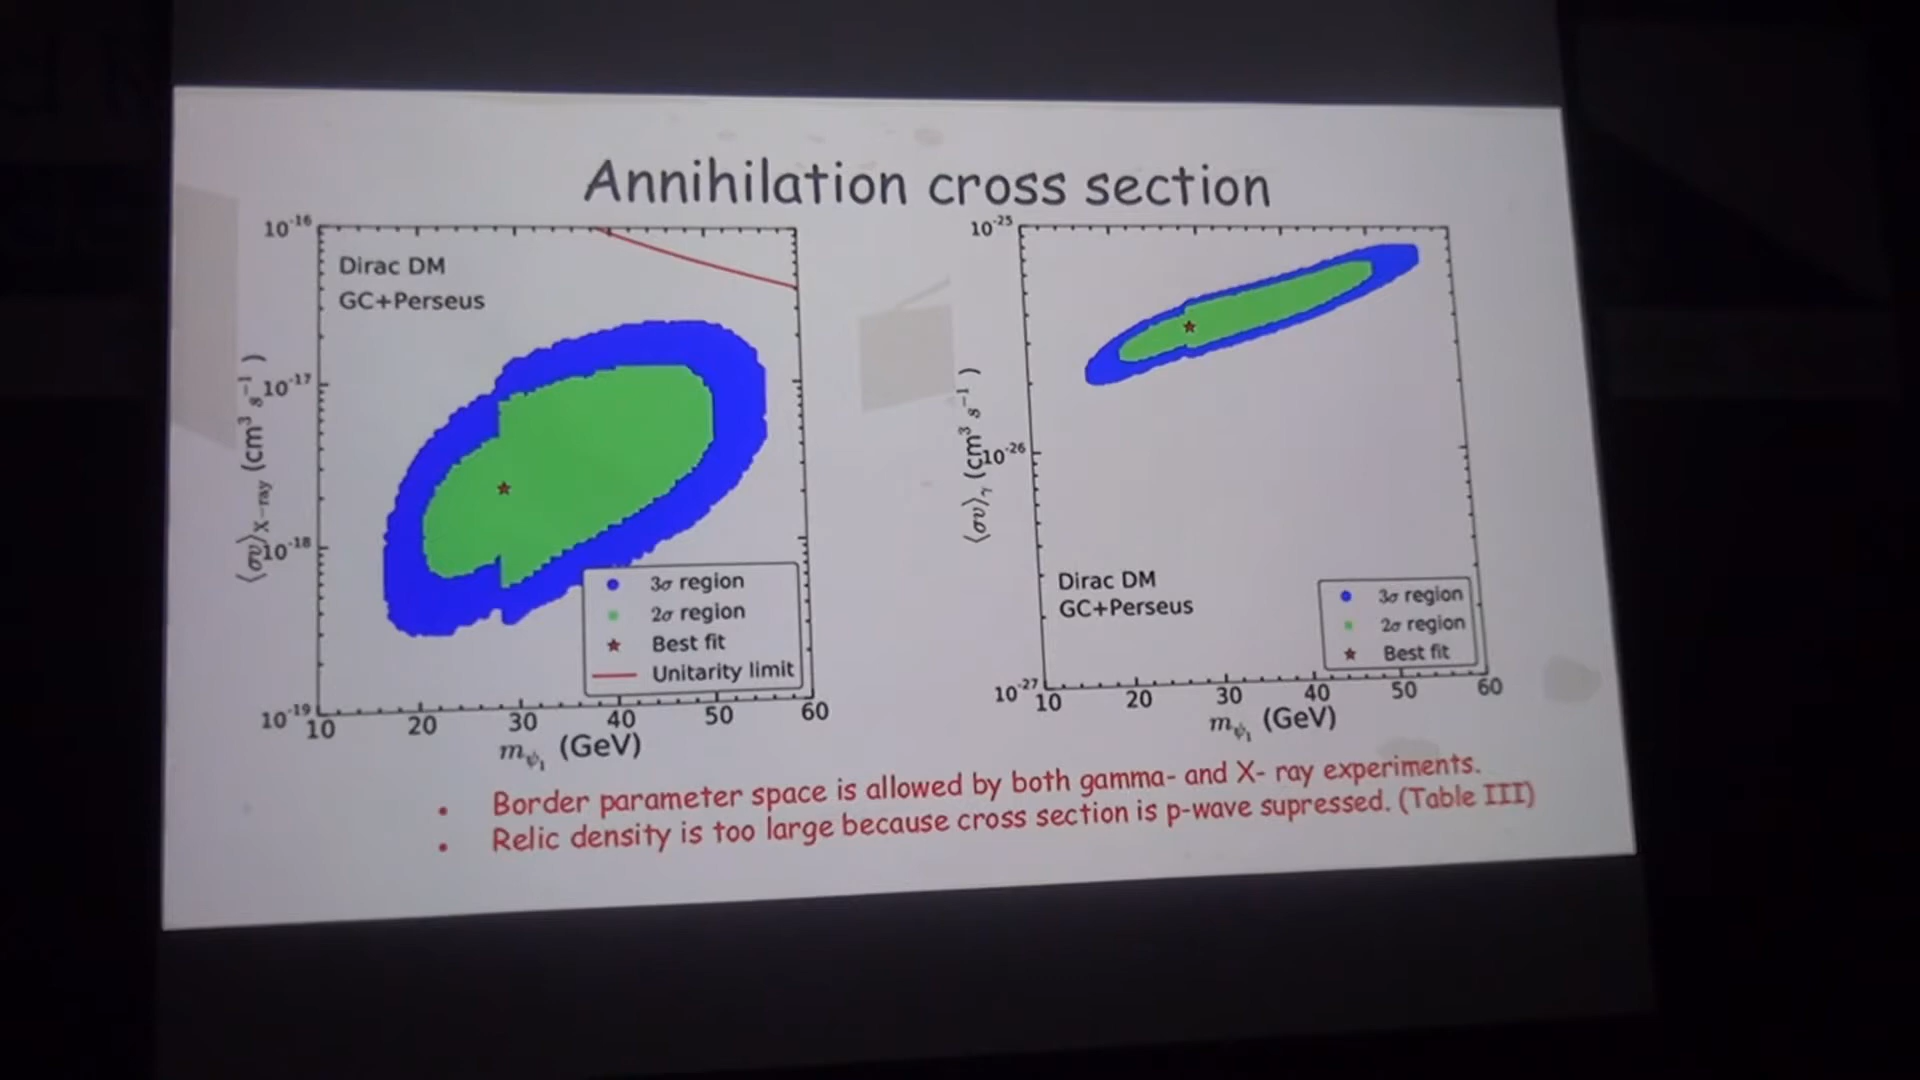 Annihilation cross section
10⁻¹⁶
10⁻¹⁷
10⁻¹⁸
10⁻¹⁹
⟨σv⟩X−ray (cm³ s⁻¹)
Dirac DM
GC+Perseus
3σ region
2σ region
Best fit
Unitarity limit
10 20 30 40 50 60
mψ₁ (GeV)
10⁻²⁵
10⁻²⁶
10⁻²⁷
⟨σv⟩γ (cm³ s⁻¹)
Dirac DM
GC+Perseus
3σ region
2σ region
Best fit
10 20 30 40 50 60
mψ₁ (GeV)
• Border parameter space is allowed by both gamma- and X- ray experiments.
• Relic density is too large because cross section is p-wave supressed. (Table III)